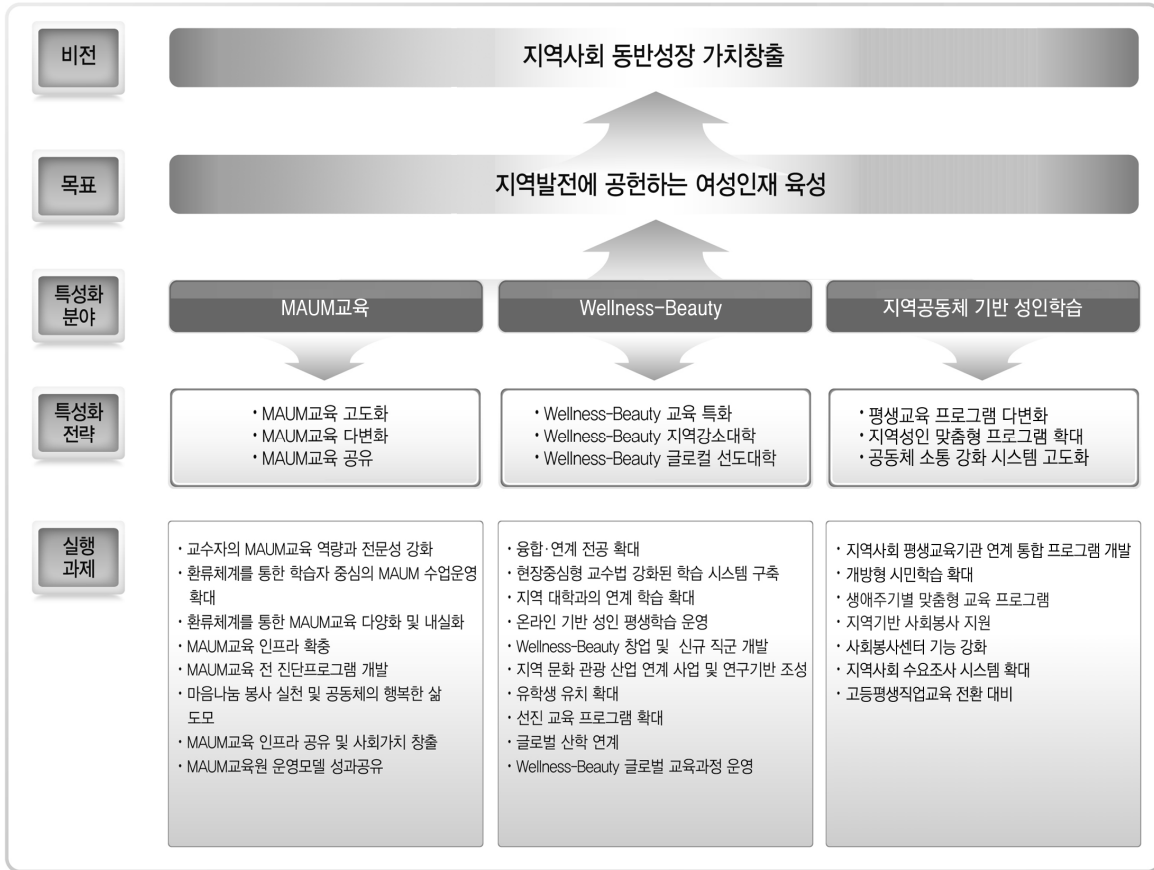 비전
지역사회 동반성장 가치창출
목표
지역발전에 공헌하는 여성인재 육성
특성화
분야
MAUM교육
Wellness-Beauty
지역공동체 기반 성인학습
특성화
전략
• MAUM교육 고도화
• MAUM교육 다변화
• MAUM교육 공유
• Wellness-Beauty 교육 특화
• Wellness-Beauty 지역강소대학
• Wellness-Beauty 글로컬 선도대학
• 평생교육 프로그램 다변화
• 지역성인 맞춤형 프로그램 확대
• 공동체 소통 강화 시스템 고도화
실행
과제
• 교수자의 MAUM교육 역량과 전문성 강화
• 환류체계를 통한 학습자 중심의 MAUM 수업운영
확대
• 환류체계를 통한 MAUM교육 다양화 및 내실화
• MAUM교육 인프라 확충
• MAUM교육 전 진단프로그램 개발
• 마음나눔 봉사 실천 및 공동체의 행복한 삶
도모
• MAUM교육 인프라 공유 및 사회가치 창출
• MAUM교육원 운영모델 성과공유
• 융합·연계 전공 확대
• 현장중심형 교수법 강화된 학습 시스템 구축
• 지역 대학과의 연계 학습 확대
• 온라인 기반 성인 평생학습 운영
• Wellness-Beauty 창업 및 신규 직군 개발
• 지역 문화 관광 산업 연계 사업 및 연구기반 조성
• 유학생 유치 확대
• 선진 교육 프로그램 확대
• 글로벌 산학 연계
• Wellness-Beauty 글로벌 교육과정 운영
• 지역사회 평생교육기관 연계 통합 프로그램 개발
• 개방형 시민학습 확대
• 생애주기별 맞춤형 교육 프로그램
• 지역기반 사회봉사 지원
• 사회봉사센터 기능 강화
• 지역사회 수요조사 시스템 확대
• 고등평생직업교육 전환 대비